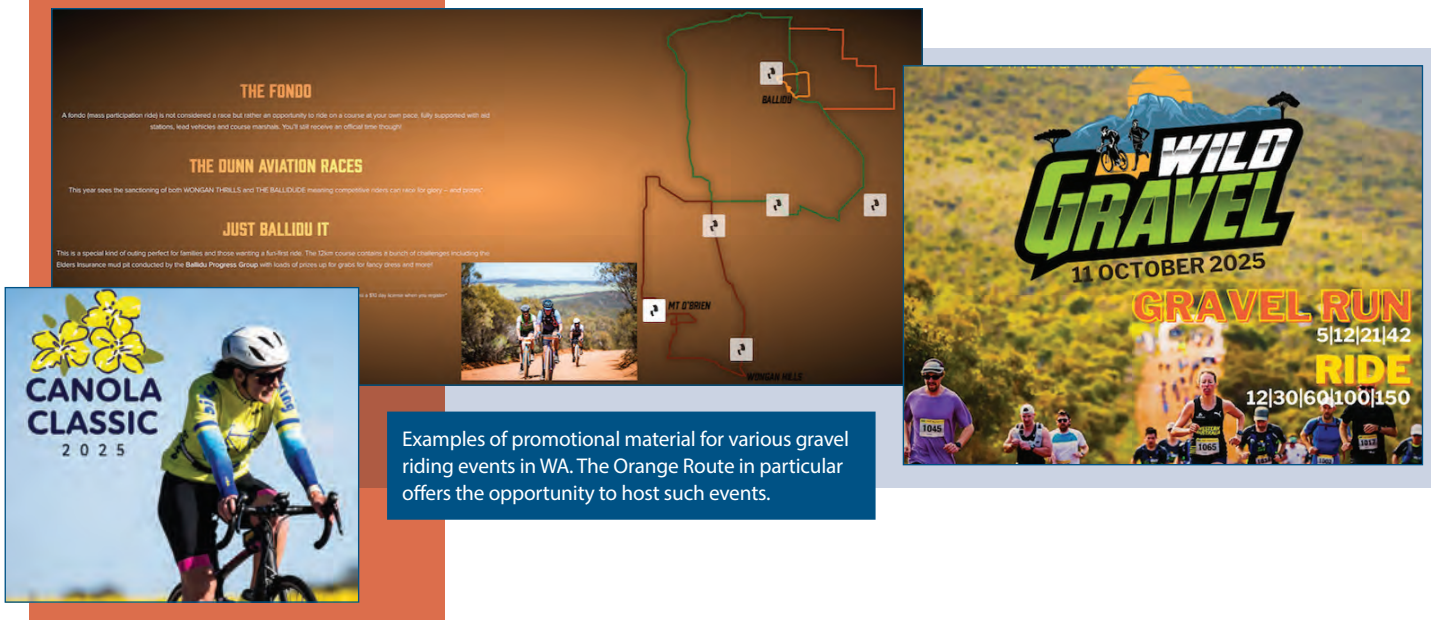 THE FONDO
A fondo (mass participation ride) is not considered a race but rather an opportunity to ride on a course at your own pace, fully supported with aid
stations, lead vehicles and course marshals. You'll still receive an official time though!
THE DUNN AVIATION RACES
This year sees the sanctioning of both WONGAN THRILLS and THE BALLIDUDE meaning competitive riders can race for glory – and prizes*
JUST BALLIDU IT
This is a special kind of outing perfect for families and those wanting a fun-first ride. The 12km course contains a bunch of challenges including the
Elders Insurance mud pit conducted by the Ballidu Progress Group with loads of prizes up for grabs for fancy dress and more!
BALLIDU
MT O'BRIEN
WONGAN HILLS
WILD
GRAVEL
11 OCTOBER 2025
GRAVEL RUN
5|12|21|42
RIDE
12|30|60|100|150
1045
1065
1012
CANOLA
CLASSIC
2025
Examples of promotional material for various gravel
riding events in WA. The Orange Route in particular
offers the opportunity to host such events.